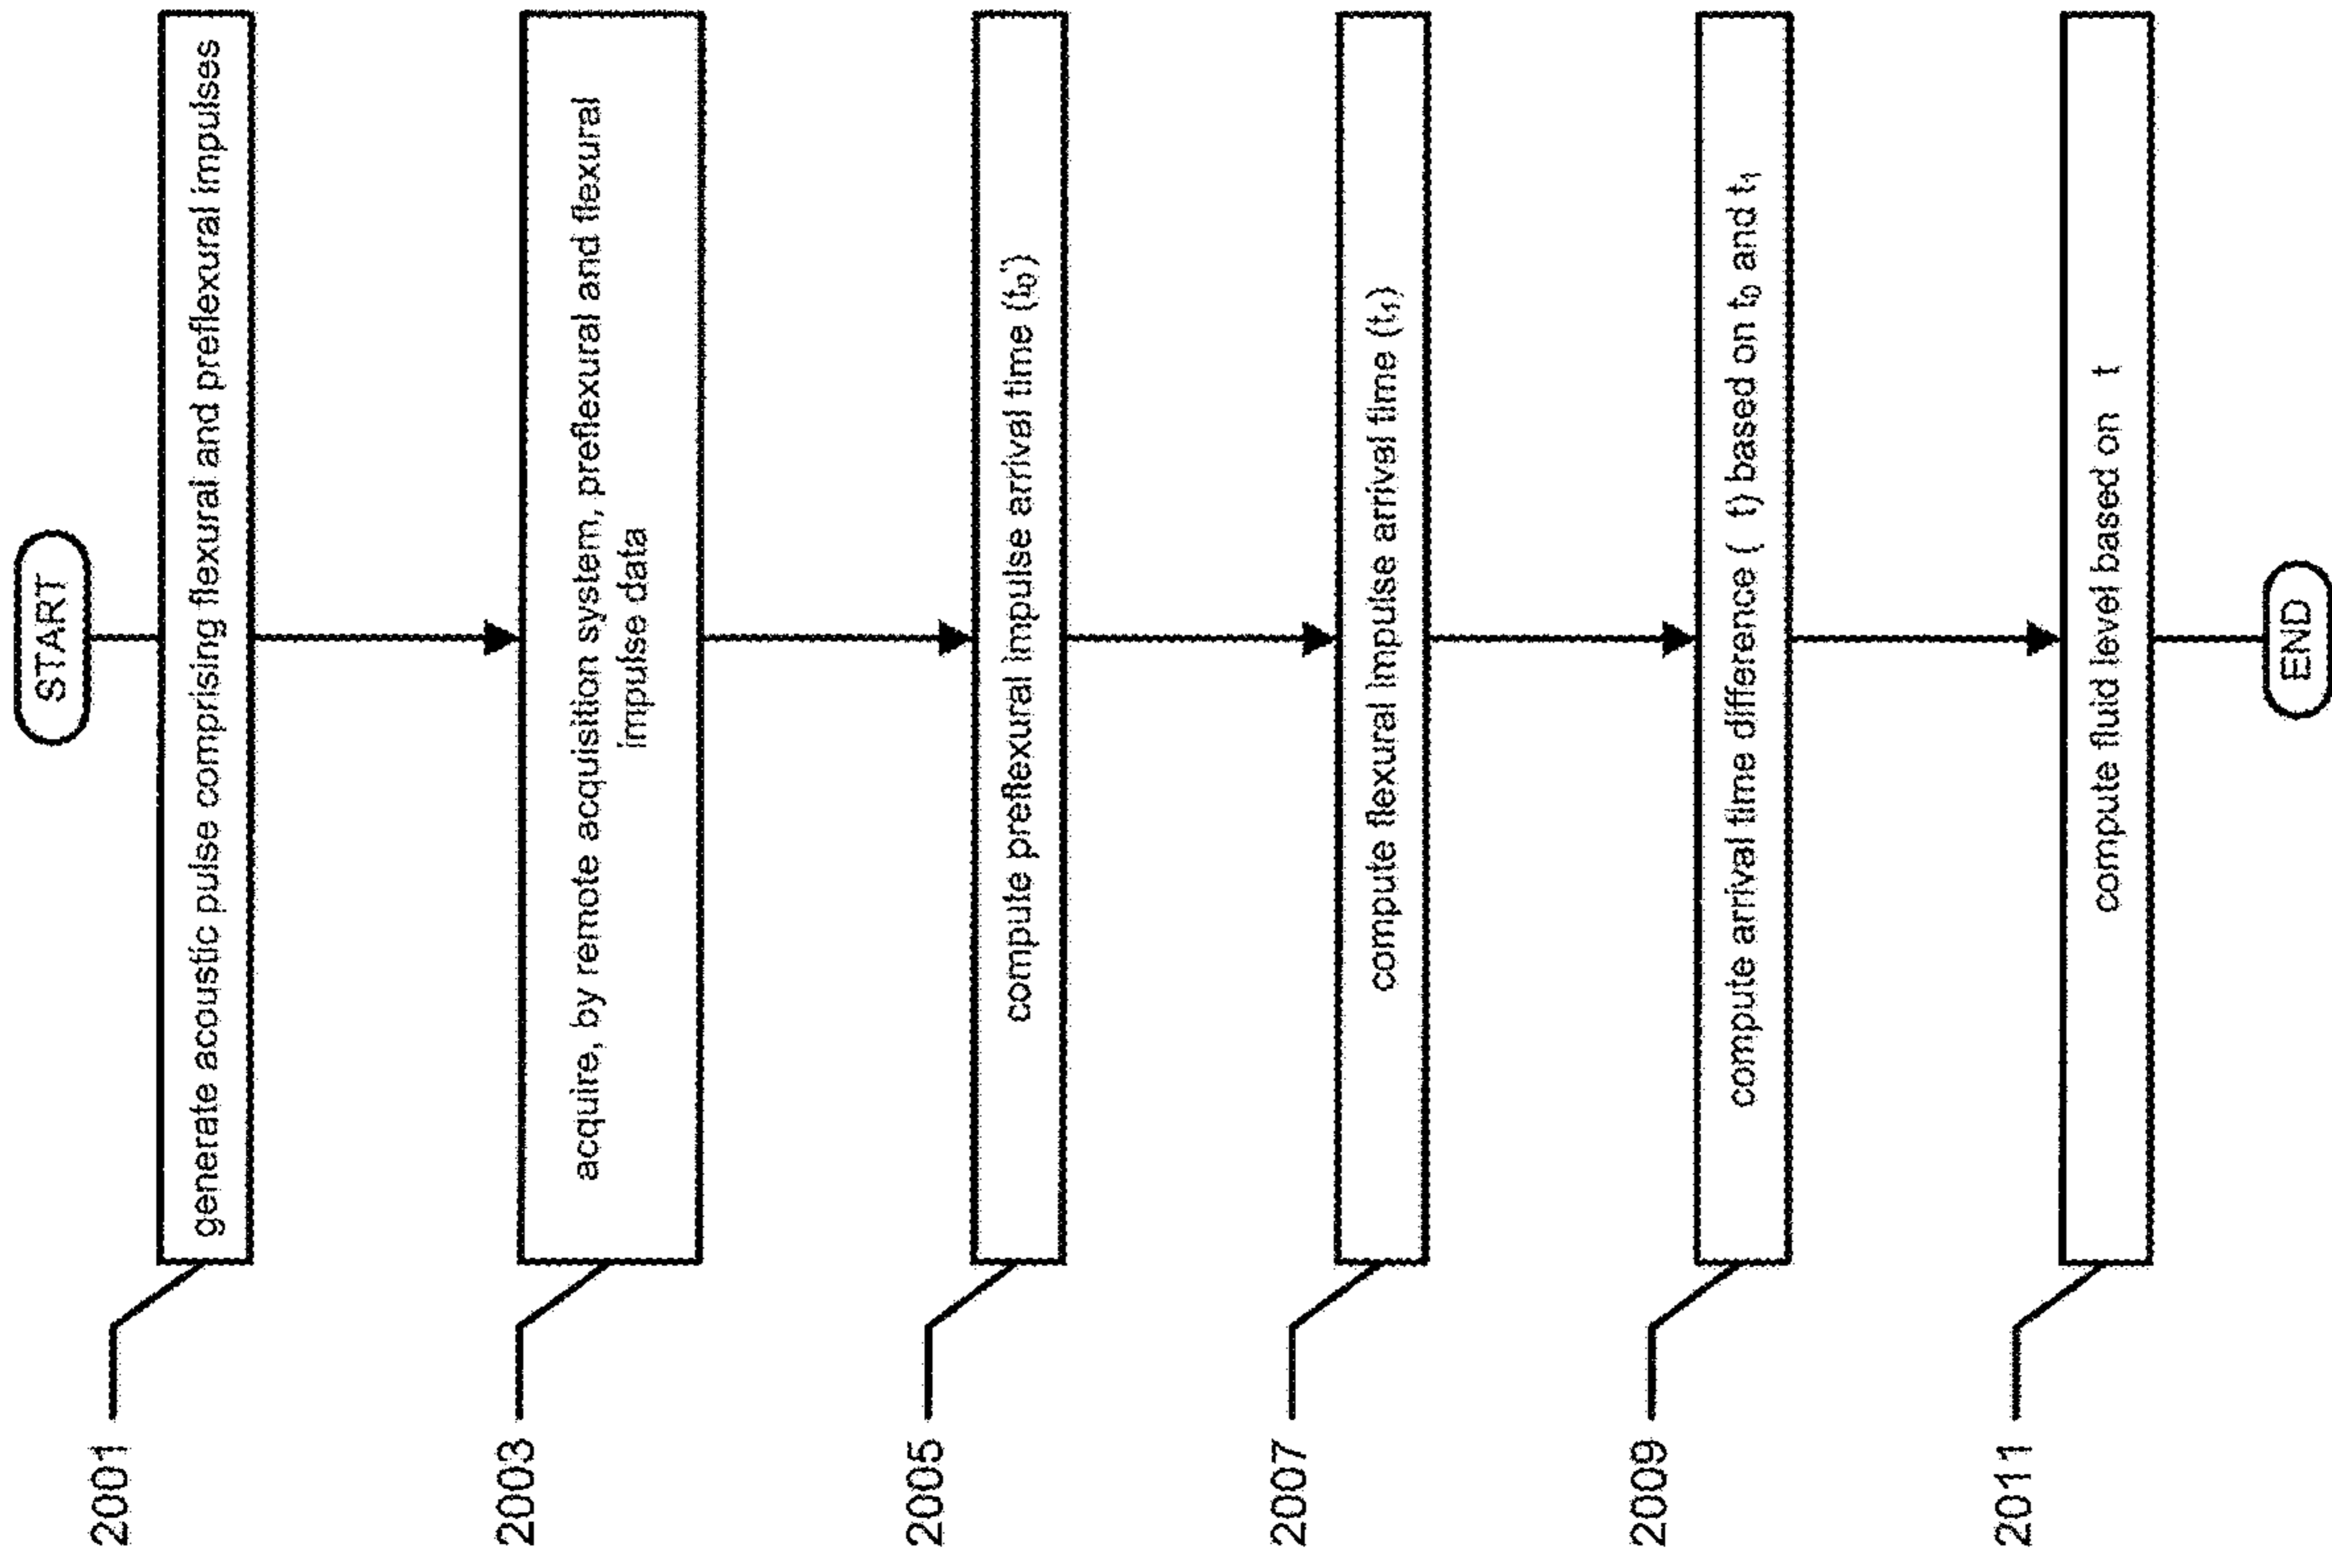 START
2001
generate acoustic pulse comprising flexural and preflexural impulses
2003
acquire, by remote acquisition system, preflexural and flexural
impulse data
2005
compute preflexural impulse arrival time (t₀)
2007
compute flexural impulse arrival time (t₁)
2009
compute arrival time difference ( t) based on t₀ and t₁
2011
compute fluid level based on t
END